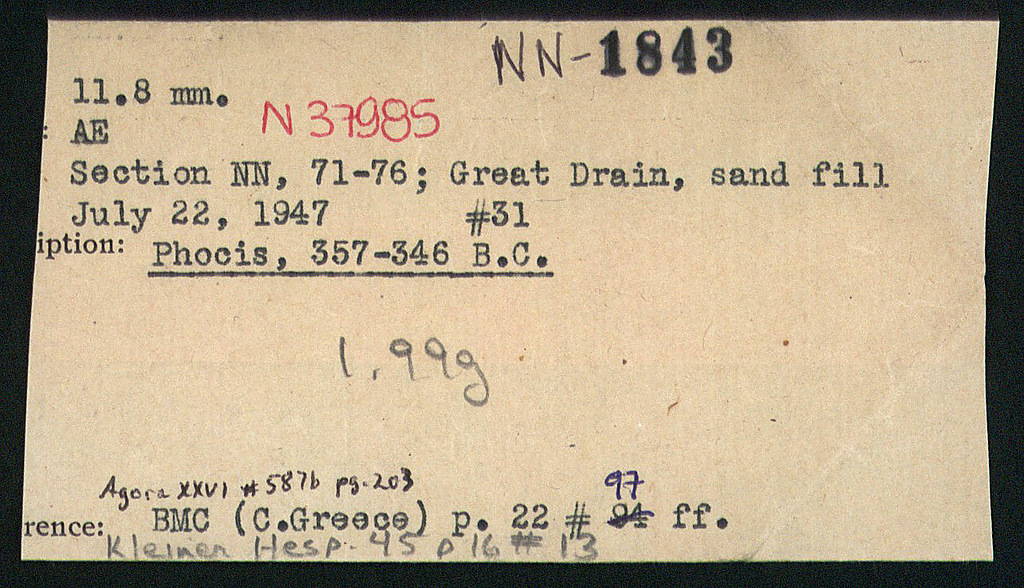 NN-1843
11.8 mm.
N 37985
: AE
Section NN, 71-76; Great Drain, sand fill
July 22, 1947 #31
iption: Phocis, 357-346 B.C.
1.99g
Agora XXVI #587b pg. 203
97
rence: BMC (C.Greece) p. 22 # 94 ff.
Kleiner Hesp. 45 p 16 # 13